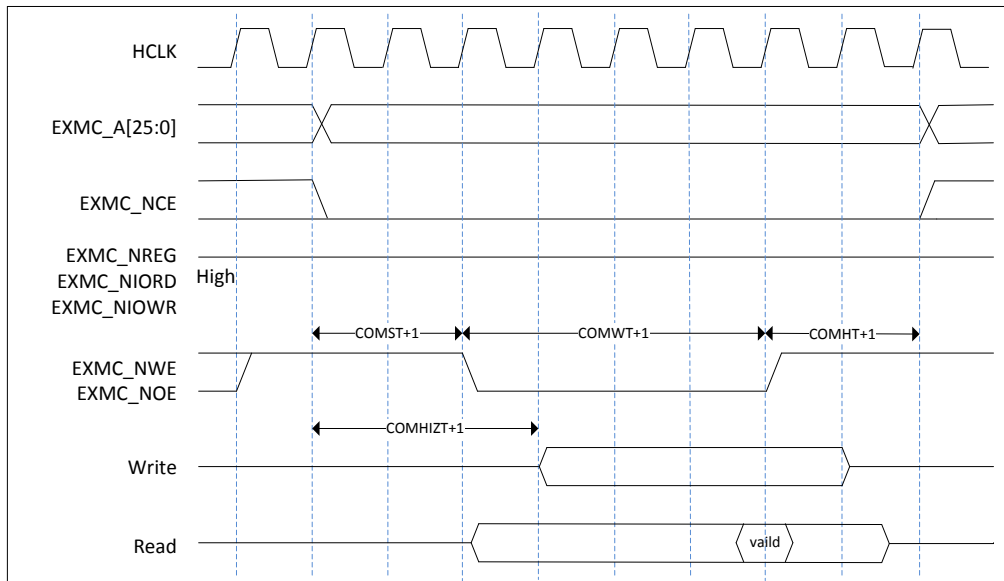 HCLK
EXMC_A[25:0]
EXMC_NCE
EXMC_NREG
EXMC_NIORD
EXMC_NIOWR
High
COMST+1
COMWT+1
COMHT+1
EXMC_NWE
EXMC_NOE
COMHIZT+1
Write
Read
vaild